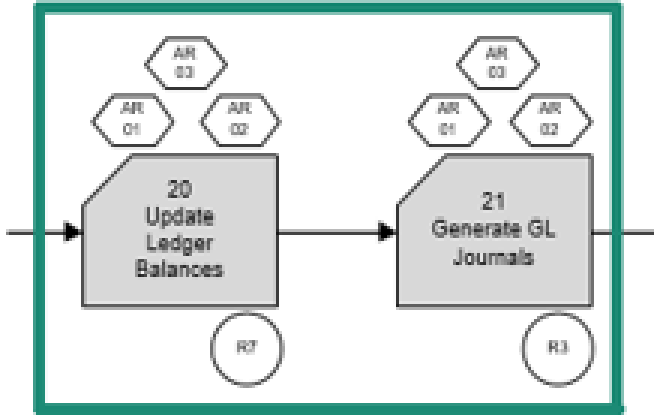 AR
03
AR
03
AR
01
AR
02
AR
01
AR
02
20
Update
Ledger
Balances
21
Generate GL
Journals
R7
R3